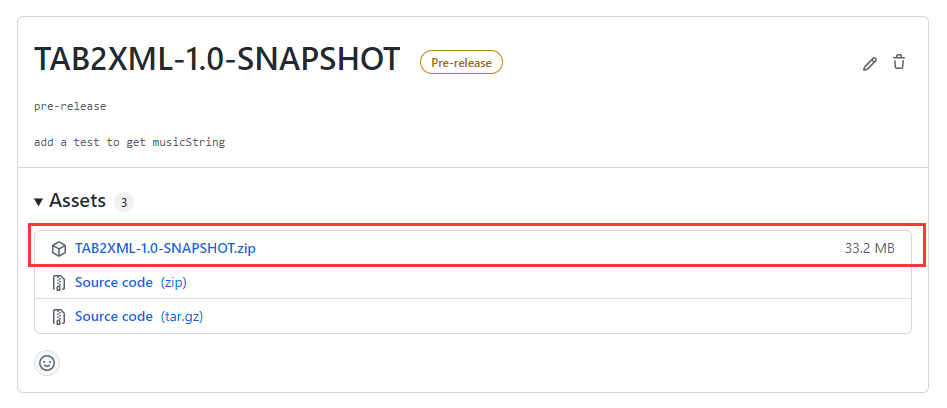 TAB2XML-1.0-SNAPSHOT Pre-release
pre-release
add a test to get musicString
Assets 3
TAB2XML-1.0-SNAPSHOT.zip 33.2 MB
Source code (zip)
Source code (tar.gz)